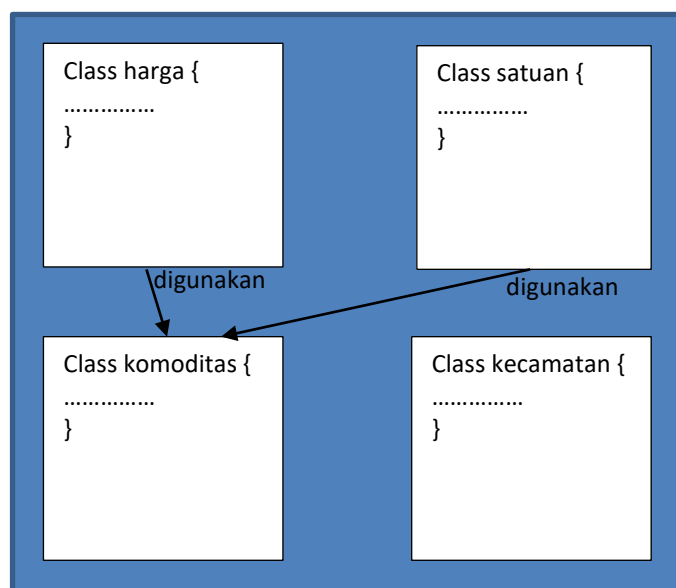 Class harga {
……………
}
Class satuan {
……………
}
digunakan
digunakan
Class komoditas {
……………
}
Class kecamatan {
……………
}